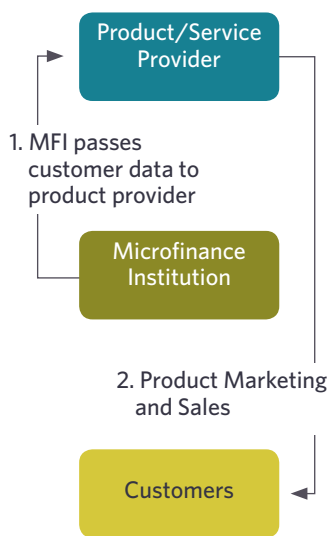 Product/Service
Provider
1. MFI passes
customer data to
product provider
Microfinance
Institution
2. Product Marketing
and Sales
Customers